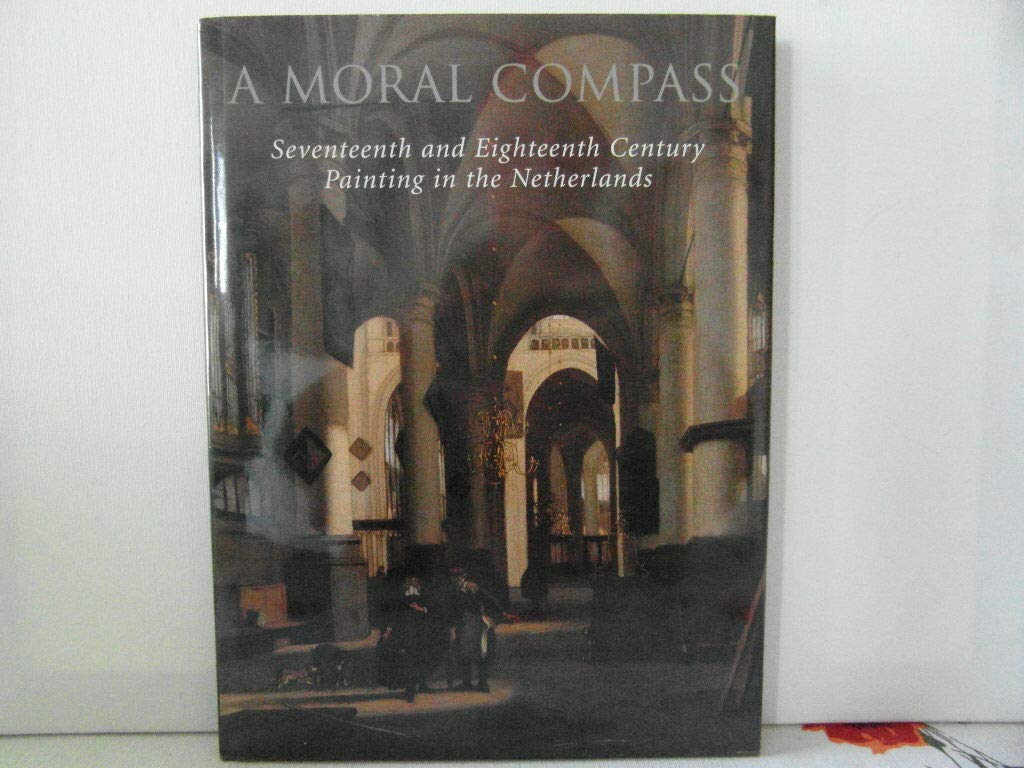 A MORAL COMPASS
Seventeenth and Eighteenth Century
Painting in the Netherlands